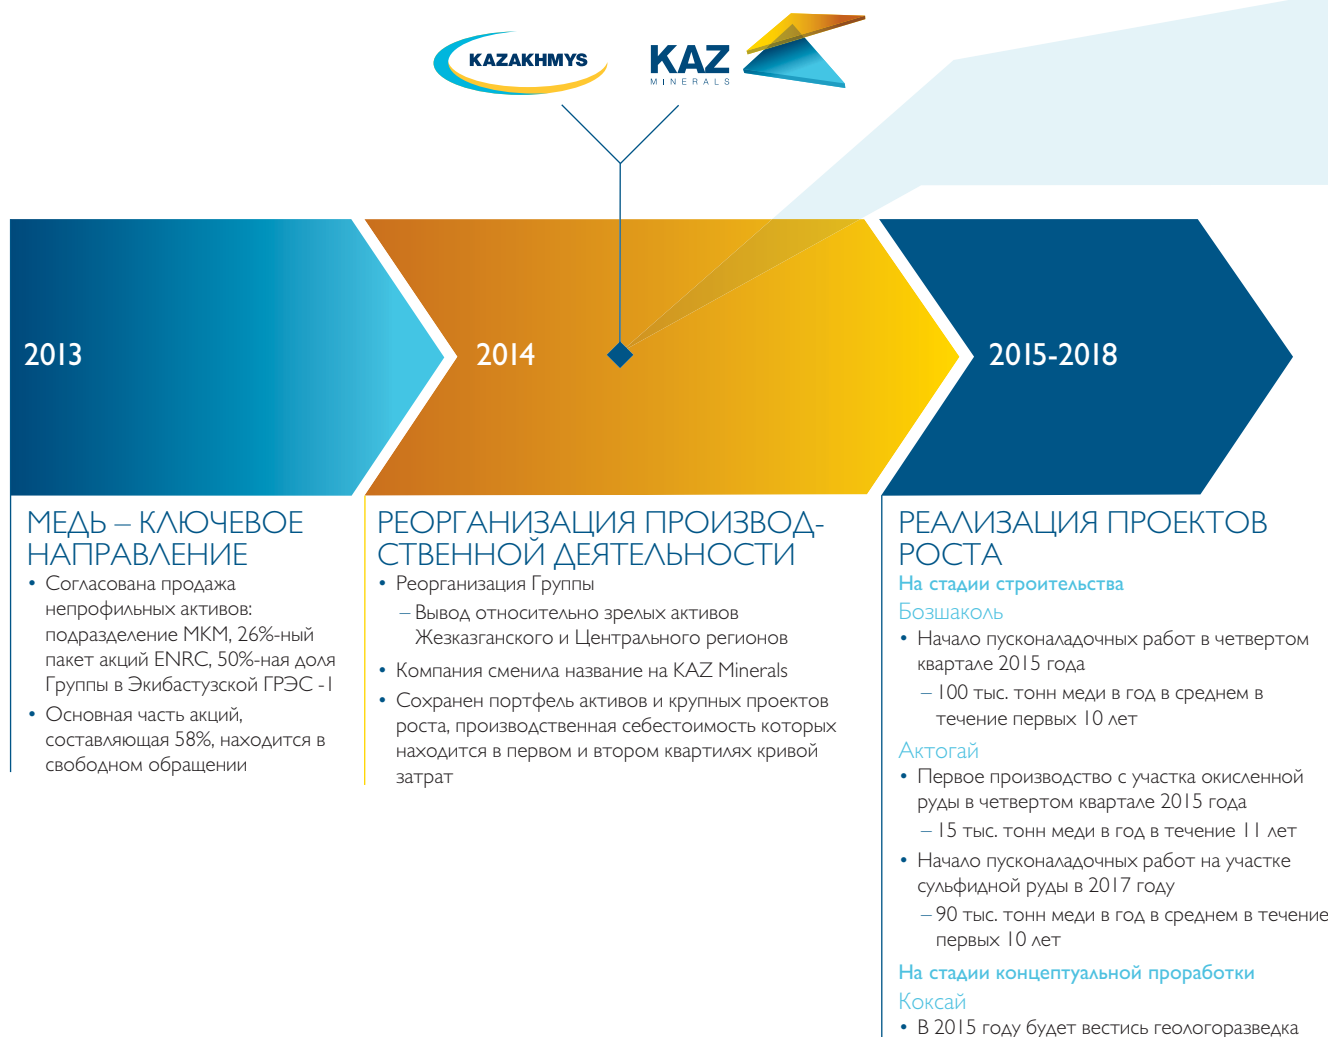 KAZAKHMYS
KAZ
MINERALS
2013
2014
2015-2018
МЕДЬ – КЛЮЧЕВОЕ
НАПРАВЛЕНИЕ
• Согласована продажа
непрофильных активов:
подразделение МКМ, 26%-ный
пакет акций ENRC, 50%-ная доля
Группы в Экибастузской ГРЭС -1
• Основная часть акций,
составляющая 58%, находится в
свободном обращении
РЕОРГАНИЗАЦИЯ ПРОИЗВОД-
СТВЕННОЙ ДЕЯТЕЛЬНОСТИ
• Реорганизация Группы
– Вывод относительно зрелых активов
Жезказганского и Центрального регионов
• Компания сменила название на KAZ Minerals
• Сохранен портфель активов и крупных проектов
роста, производственная себестоимость которых
находится в первом и втором квартилях кривой
затрат
РЕАЛИЗАЦИЯ ПРОЕКТОВ
РОСТА
На стадии строительства
Бозшаколь
• Начало пусконаладочных работ в четвертом
квартале 2015 года
– 100 тыс. тонн меди в год в среднем в
течение первых 10 лет
Актогай
• Первое производство с участка окисленной
руды в четвертом квартале 2015 года
– 15 тыс. тонн меди в год в течение 11 лет
• Начало пусконаладочных работ на участке
сульфидной руды в 2017 году
– 90 тыс. тонн меди в год в среднем в течение
первых 10 лет
На стадии концептуальной проработки
Коксай
• В 2015 году будет вестись геологоразведка